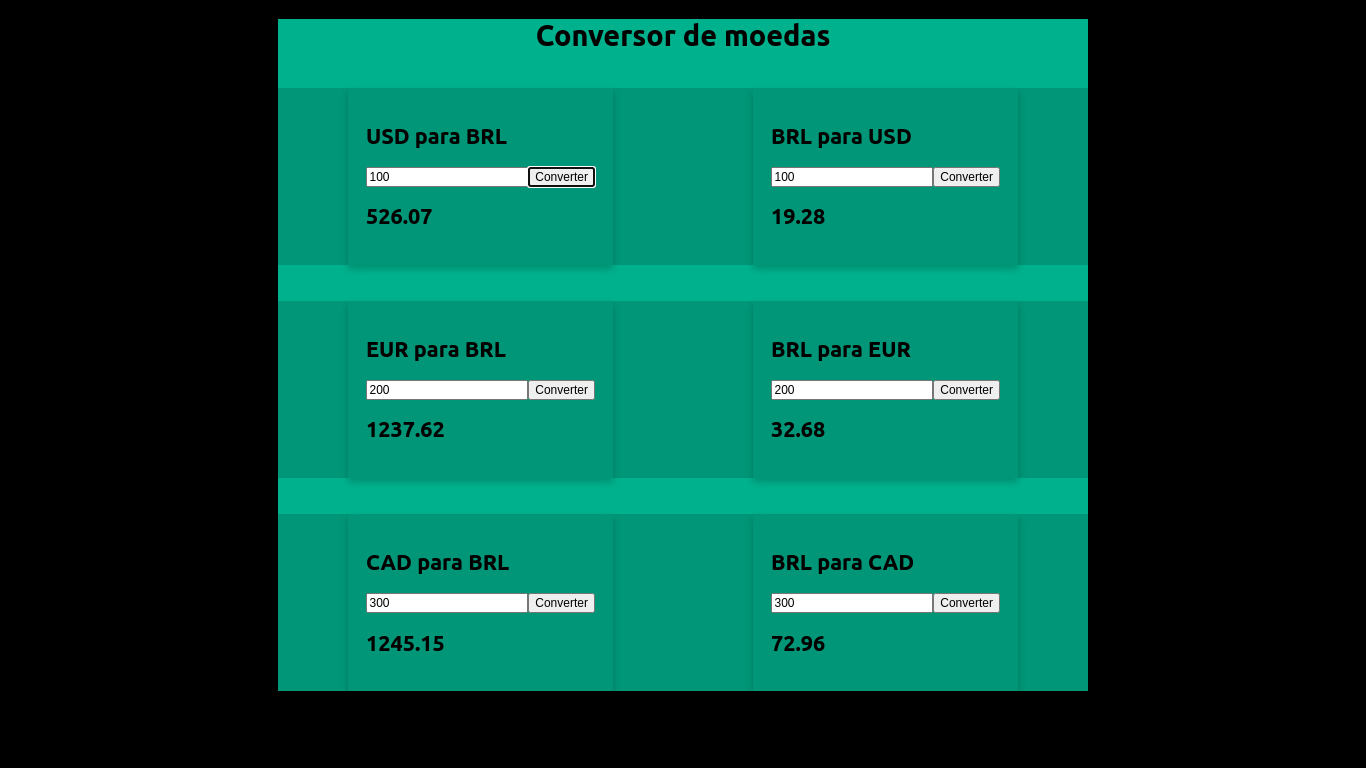 Conversor de moedas
USD para BRL
100 Converter
526.07
BRL para USD
100 Converter
19.28
EUR para BRL
200 Converter
1237.62
BRL para EUR
200 Converter
32.68
CAD para BRL
300 Converter
1245.15
BRL para CAD
300 Converter
72.96